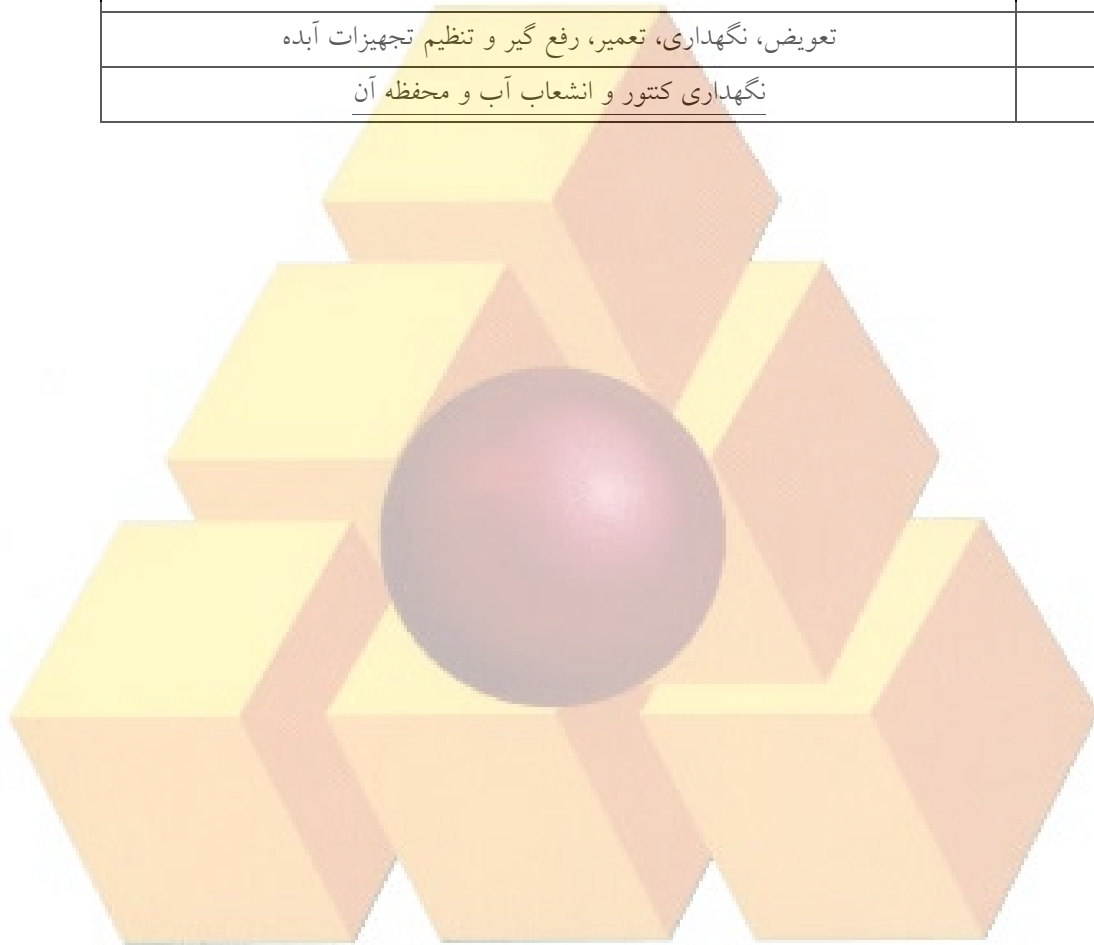 تعویض، نگهداری، تعمیر، رفع گیر و تنظیم تجهیزات آبده
نگهداری کنتور و انشعاب آب و محفظه آن